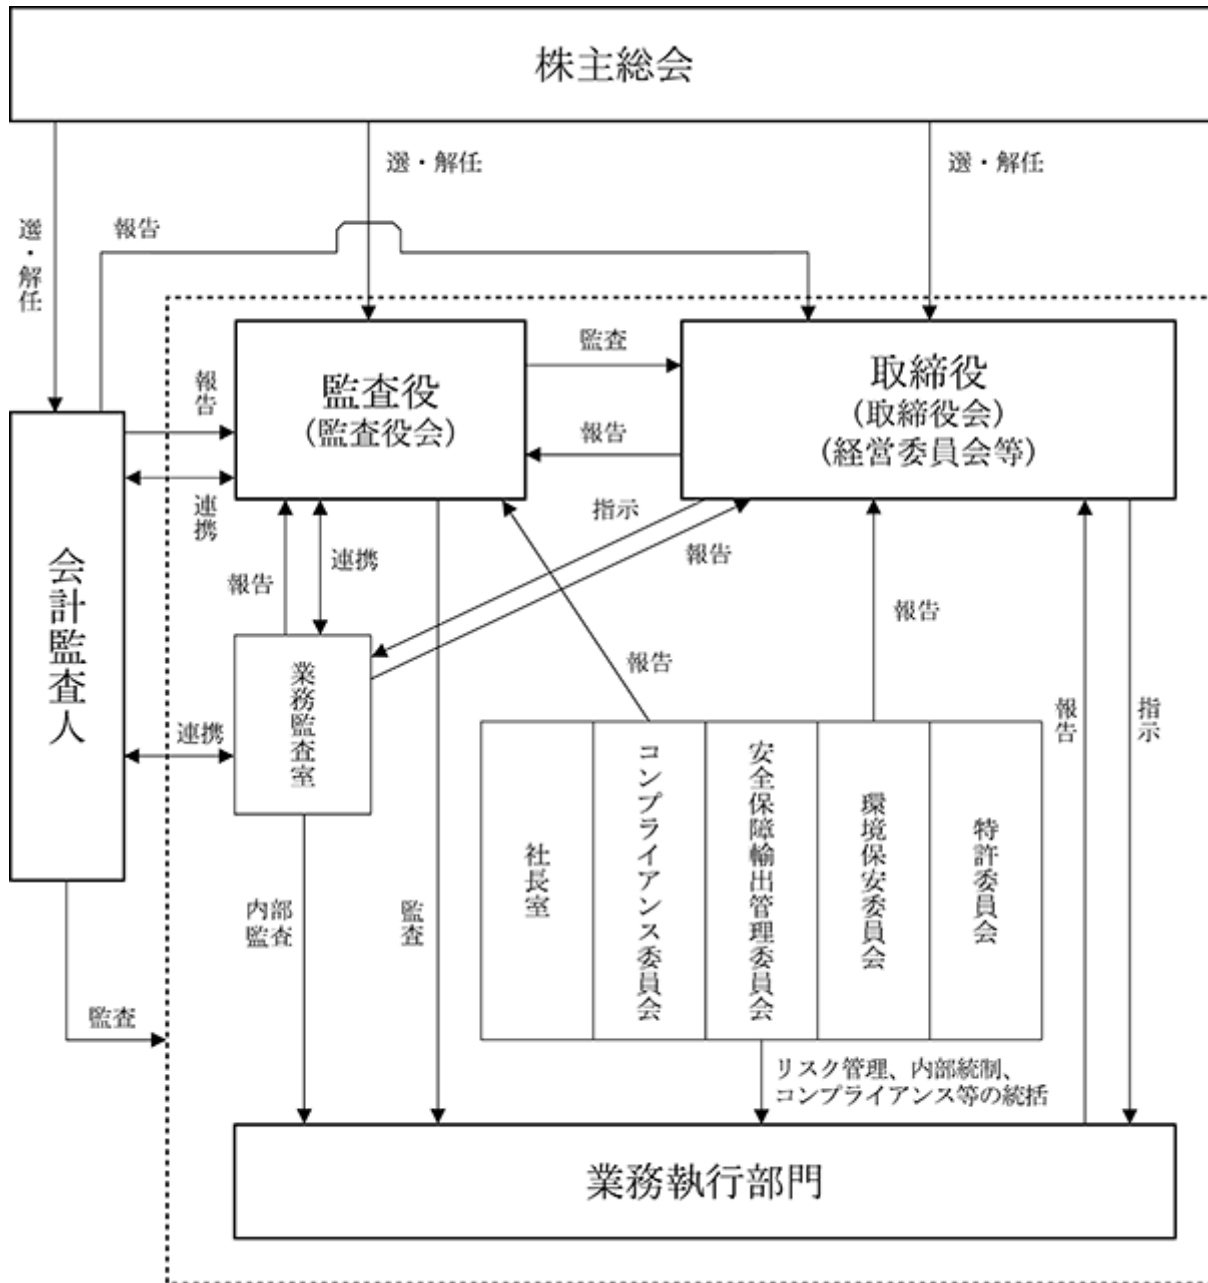 株主総会
選・解任
選・解任
選・解任
報告
監査役
(監査役会)
監査
報告
取締役
(取締役会)
(経営委員会等)
報告
連携
会計監査人
報告
連携
指示
報告
報告
報告
業務監査室
連携
報告
指示
社長室
コンプライアンス委員会
安全保障輸出管理委員会
環境保安委員会
特許委員会
内部
監査
監査
監査
リスク管理、内部統制、
コンプライアンス等の統括
業務執行部門